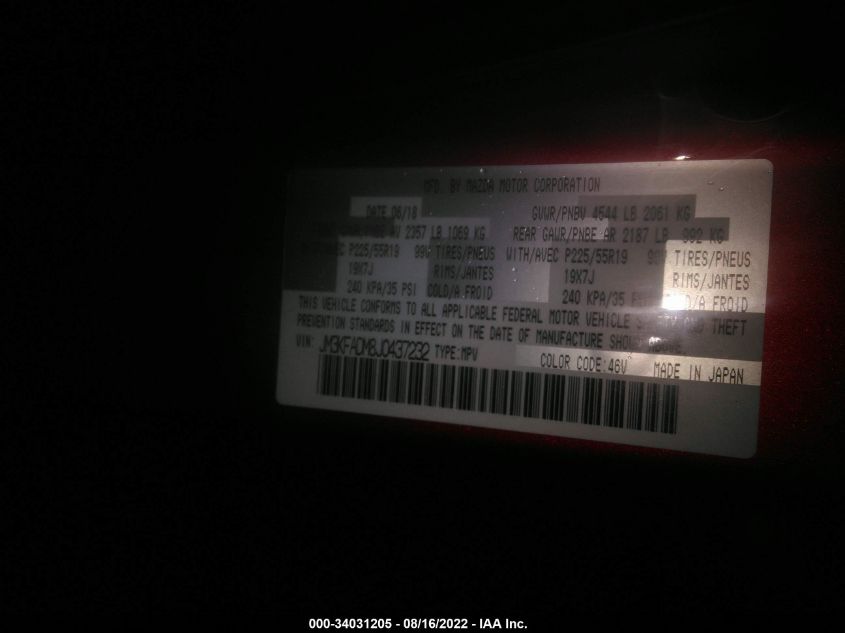 MFD. BY MAZDA MOTOR CORPORATION
DATE 06/18 GVWR/PNBV 4544 LB 2061 KG
AV 2357 LB 1069 KG REAR GAWR/PNBE AR 2187 LB 992 KG
P225/55R19 99V TIRES/PNEUS WITH/AVEC P225/55R19 TIRES/PNEUS
19X7J RIMS/JANTES 19X7J RIMS/JANTES
240 KPA/35 PSI COLD/A FROID 240 KPA/35 FROID
THIS VEHICLE CONFORMS TO ALL APPLICABLE FEDERAL MOTOR VEHICLE THEFT
PREVENTION STANDARDS IN EFFECT ON THE DATE OF MANUFACTURE
VIN: JM3KFADM8J0437232 TYPE:MPV
COLOR CODE:46V MADE IN JAPAN
000-34031205 - 08/16/2022 - IAA Inc.